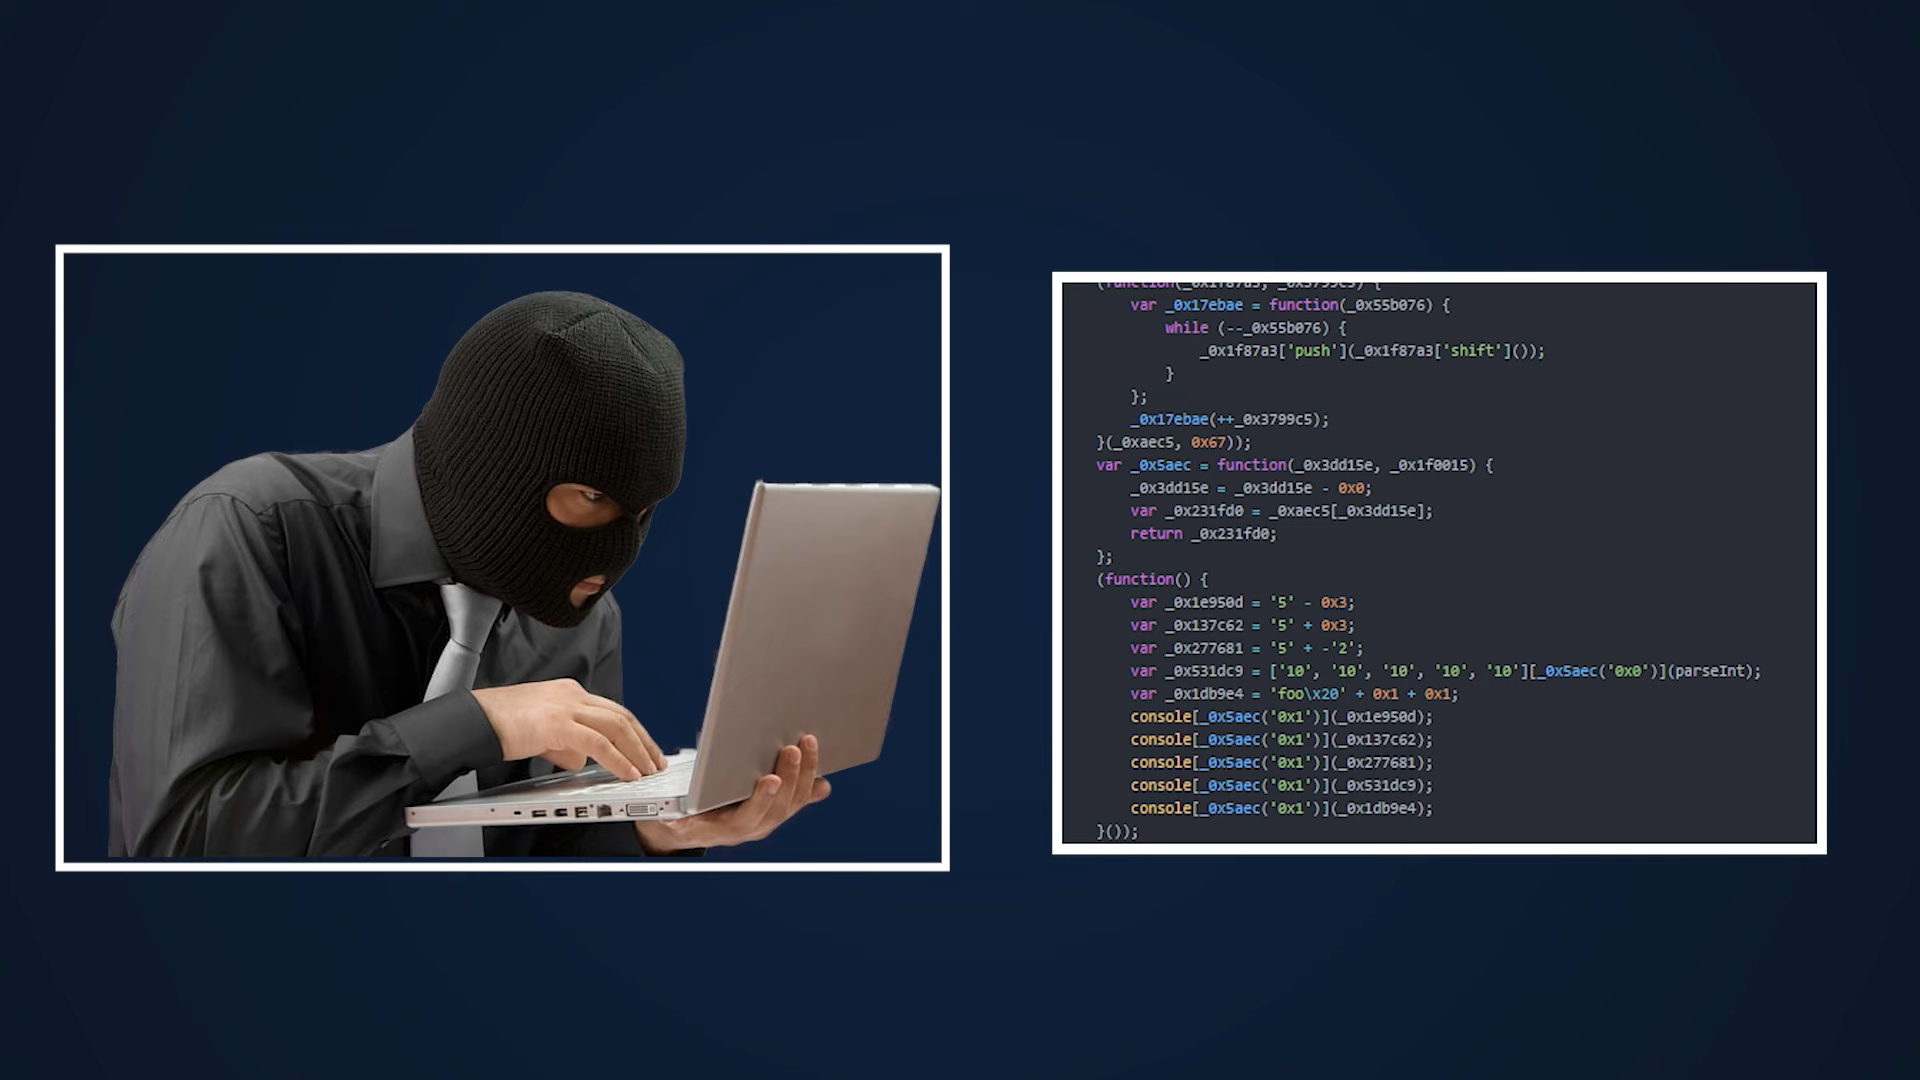 (function(_0x1f87a3, _0x3799c5) {
var _0x17ebae = function(_0x55b076) {
while (--_0x55b076) {
_0x1f87a3['push'](_0x1f87a3['shift']());
}
};
_0x17ebae(++_0x3799c5);
}(_0xaec5, 0x67));
var _0x5aec = function(_0x3dd15e, _0x1f0015) {
_0x3dd15e = _0x3dd15e - 0x0;
var _0x231fd0 = _0xaec5[_0x3dd15e];
return _0x231fd0;
};
(function() {
var _0x1e950d = '5' - 0x3;
var _0x137c62 = '5' + 0x3;
var _0x277681 = '5' + -'2';
var _0x531dc9 = ['10', '10', '10', '10', '10'][_0x5aec('0x0')](parseInt);
var _0x1db9e4 = 'foo\x20' + 0x1 + 0x1;
console[_0x5aec('0x1')](_0x1e950d);
console[_0x5aec('0x1')](_0x137c62);
console[_0x5aec('0x1')](_0x277681);
console[_0x5aec('0x1')](_0x531dc9);
console[_0x5aec('0x1')](_0x1db9e4);
}());